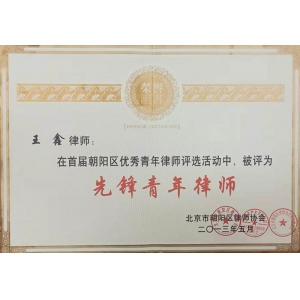 荣誉
王鑫律师：
在首届朝阳区优秀青年律师评选活动中，被评为
先锋青年律师
北京市朝阳区律师协会
二〇一三年五月